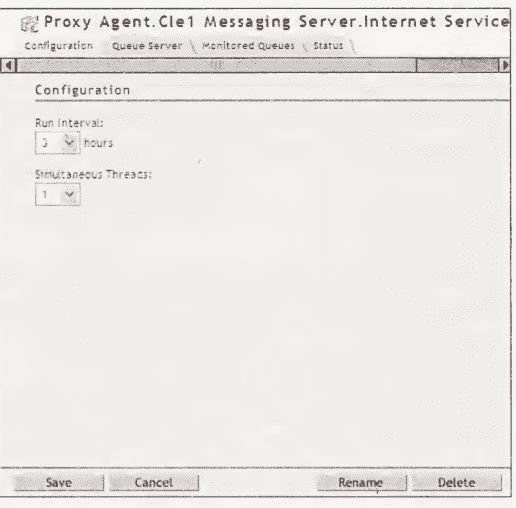 Proxy Agent.Cle1 Messaging Server.Internet Service
Configuration Queue Server Monitored Queues Status
Configuration
Run Interval:
3 hours
Simultaneous Threads:
1
Save Cancel Rename Delete